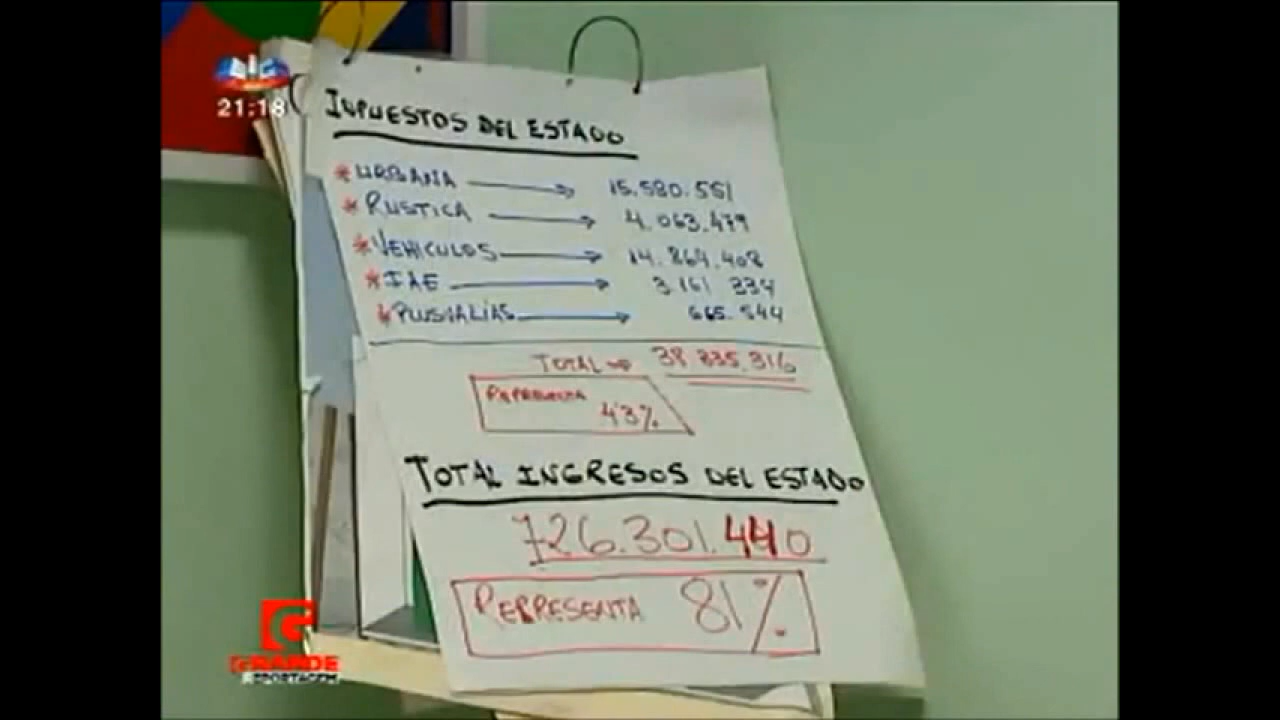 SIC
21:18
IMPUESTOS DEL ESTADO
* URBANA → 15.580.551
* RUSTICA → 4.063.479
* VEHICULOS → 14.864.408
* IAE → 3.161 334
* PLUSVALIAS → 665.544
TOTAL ⇒ 38.335.316
REPRESENTA
43%
TOTAL INGRESOS DEL ESTADO
726.301.440
REPRESENTA 81%
G
GRANDE
REPORTAGEM